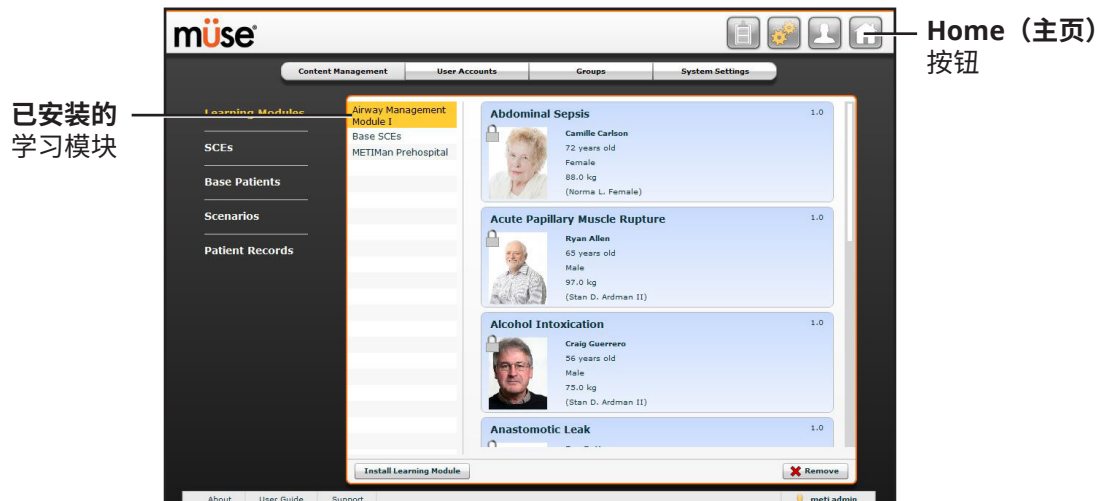 müse
Home（主页）
按钮
Content Management
User Accounts
Groups
System Settings
已安装的
学习模块
Learning Modules
SCEs
Base Patients
Scenarios
Patient Records
Airway Management
Module I
Base SCEs
METIMan Prehospital
Abdominal Sepsis
1.0
Camille Carlson
72 years old
Female
88.0 kg
(Norma L. Female)
Acute Papillary Muscle Rupture
1.0
Ryan Allen
65 years old
Male
97.0 kg
(Stan D. Ardman II)
Alcohol Intoxication
1.0
Craig Guerrero
56 years old
Male
75.0 kg
(Stan D. Ardman II)
Anastomotic Leak
1.0
Install Learning Module
Remove
About
User Guide
Support
meti admin